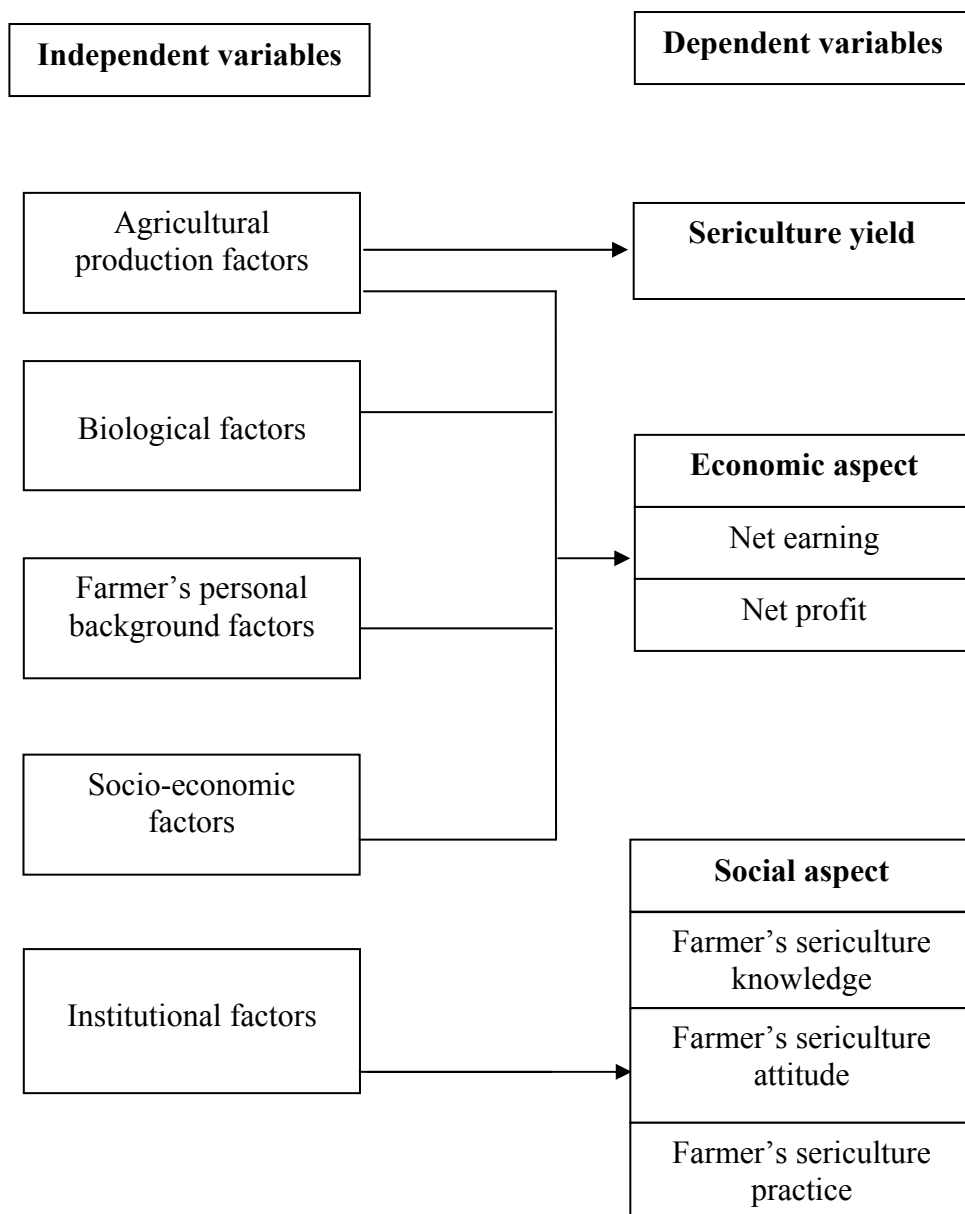 Independent variables
Dependent variables
Agricultural
production factors
Sericulture yield
Biological factors
Economic aspect
Net earning
Net profit
Farmer’s personal
background factors
Socio-economic
factors
Social aspect
Farmer’s sericulture
knowledge
Institutional factors
Farmer’s sericulture
attitude
Farmer’s sericulture
practice